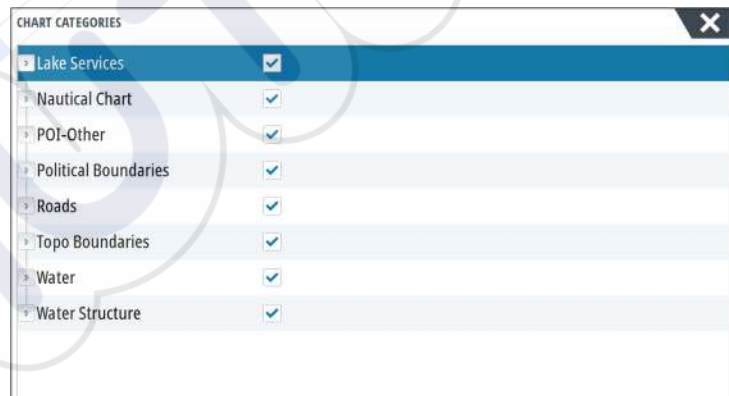 CHART CATEGORIES
Lake Services
Nautical Chart
POI-Other
Political Boundaries
Roads
Topo Boundaries
Water
Water Structure